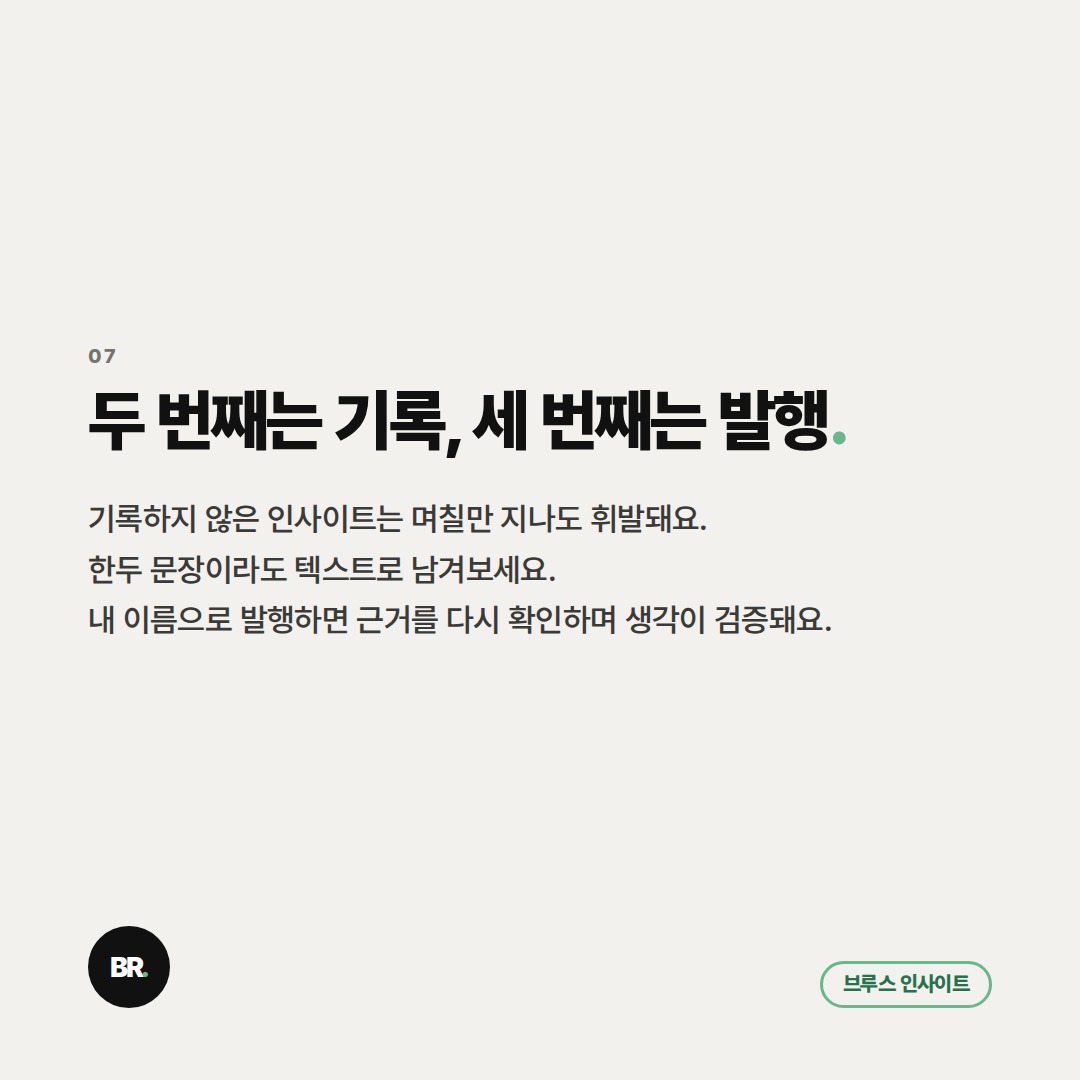 07
두 번째는 기록, 세 번째는 발행.
기록하지 않은 인사이트는 며칠만 지나도 휘발돼요.
한두 문장이라도 텍스트로 남겨보세요.
내 이름으로 발행하면 근거를 다시 확인하며 생각이 검증돼요.
BR.
브루스 인사이트